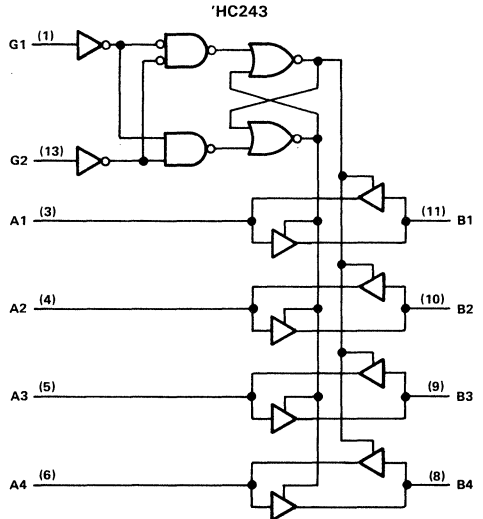 'HC243
G1 (1)
G2 (13)
A1 (3)
(11) B1
A2 (4)
(10) B2
A3 (5)
(9) B3
A4 (6)
(8) B4